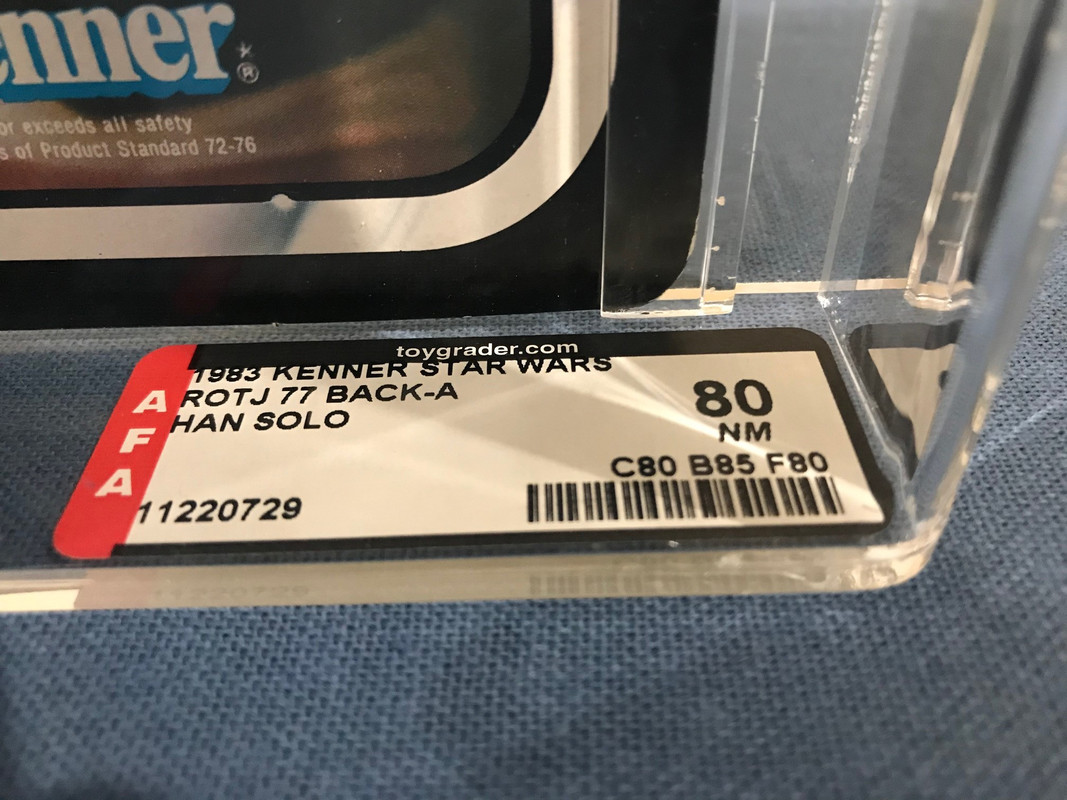 enner
®
or exceeds all safety
s of Product Standard 72-76
toygrader.com
AFA
1983 KENNER STAR WARS
ROTJ 77 BACK-A
HAN SOLO
80
NM
C80 B85 F80
11220729